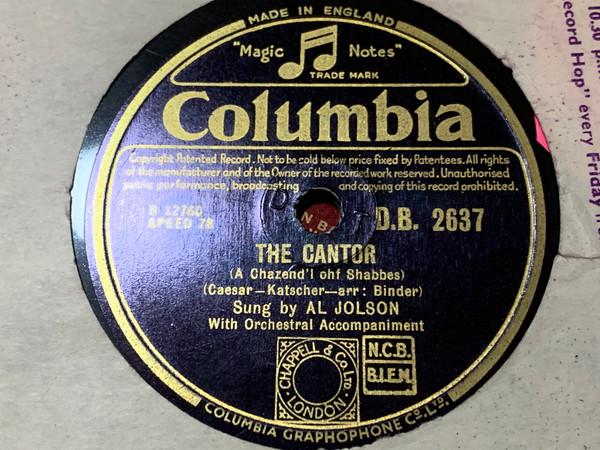 MADE IN ENGLAND
"Magic Notes"
TRADE MARK
Columbia
Copyright Patented Record. Not to be sold below price fixed by Patentees. All rights
of the manufacturer and of the Owner of the recorded work reserved. Unauthorised
public performance, broadcasting and copying of this record prohibited.
SPEED 78
D.B. 2637
N.B.
THE CANTOR
(A Chazend'l ohf Shabbes)
(Caesar—Katscher—arr: Binder)
Sung by AL JOLSON
With Orchestral Accompaniment
CHAPPELL & Co. Ltd.
LONDON
N.C.B.
B.I.E.M.
COLUMBIA GRAPHOPHONE Co. LTD.
10.30 p.m.
Record Hop" every Friday